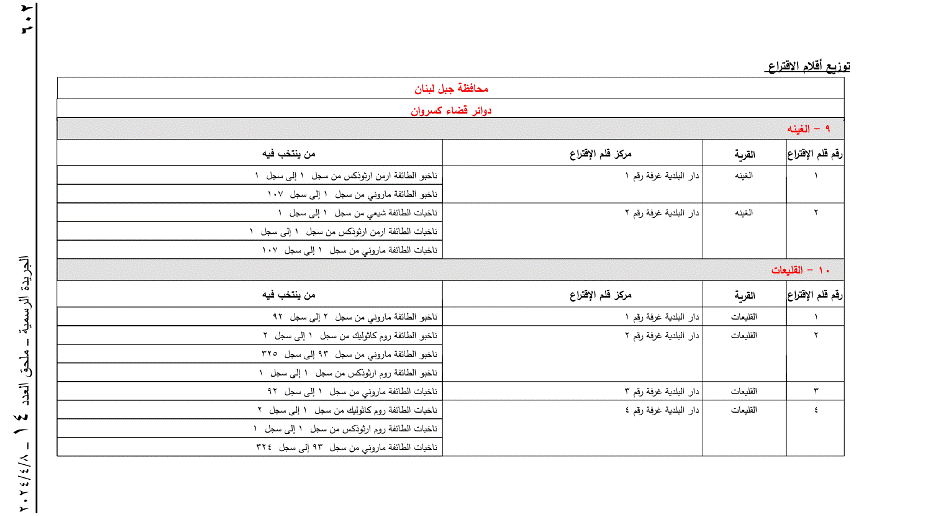 ٦٠٢
توزيع أقلام الاقتراع
محافظة جبل لبنان
دوائر قضاء كسروان
٩ - الغينه
رقم قلم الإقتراع القرية مركز قلم الإقتراع من ينتخب فيه
١ الغينه دار البلدية غرفة رقم ١ ناخبو الطائفة ارمن ارثوذكس من سجل ١ إلى سجل ١
ناخبو الطائفة ماروني من سجل ١ إلى سجل ١٠٧
٢ الغينه دار البلدية غرفة رقم ٢ ناخبات الطائفة شيعي من سجل ١ إلى سجل ١
ناخبات الطائفة ارمن ارثوذكس من سجل ١ إلى سجل ١
ناخبات الطائفة ماروني من سجل ١ إلى سجل ١٠٧
١٠ - القليعات
رقم قلم الإقتراع القرية مركز قلم الإقتراع من ينتخب فيه
١ القليعات دار البلدية غرفة رقم ١ ناخبو الطائفة ماروني من سجل ٢ إلى سجل ٩٢
٢ القليعات دار البلدية غرفة رقم ٢ ناخبو الطائفة روم كاثوليك من سجل ١ إلى سجل ٢
ناخبو الطائفة ماروني من سجل ٩٣ إلى سجل ٣٢٥
ناخبو الطائفة روم ارثوذكس من سجل ١ إلى سجل ١
٣ القليعات دار البلدية غرفة رقم ٣ ناخبات الطائفة ماروني من سجل ١ إلى سجل ٩٢
٤ القليعات دار البلدية غرفة رقم ٤ ناخبات الطائفة روم كاثوليك من سجل ١ إلى سجل ٢
ناخبات الطائفة روم ارثوذكس من سجل ١ إلى سجل ١
ناخبات الطائفة ماروني من سجل ٩٣ إلى سجل ٣٢٤
الجريدة الرسمية – ملحق العدد ١٤ – ٢٠٢٤/٤/٨